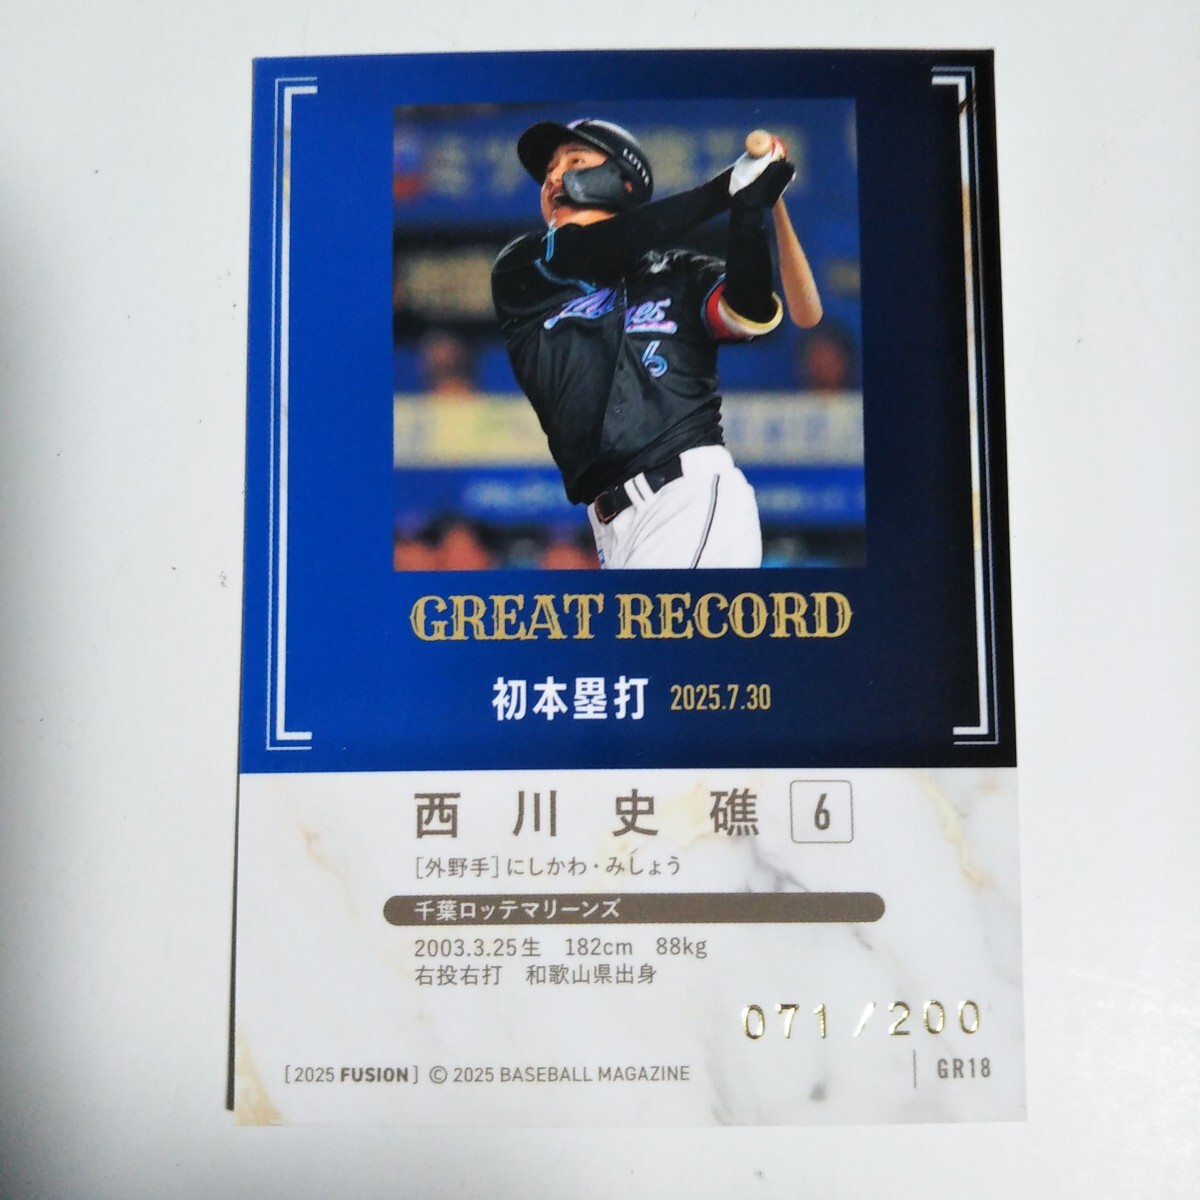 LOTTE
6
GREAT RECORD
初本塁打 2025.7.30
西川史礁 6
[外野手]にしかわ・みしょう
千葉ロッテマリーンズ
2003.3.25生 182cm 88kg
右投右打 和歌山県出身
071/200
[2025 FUSION] © 2025 BASEBALL MAGAZINE
GR18